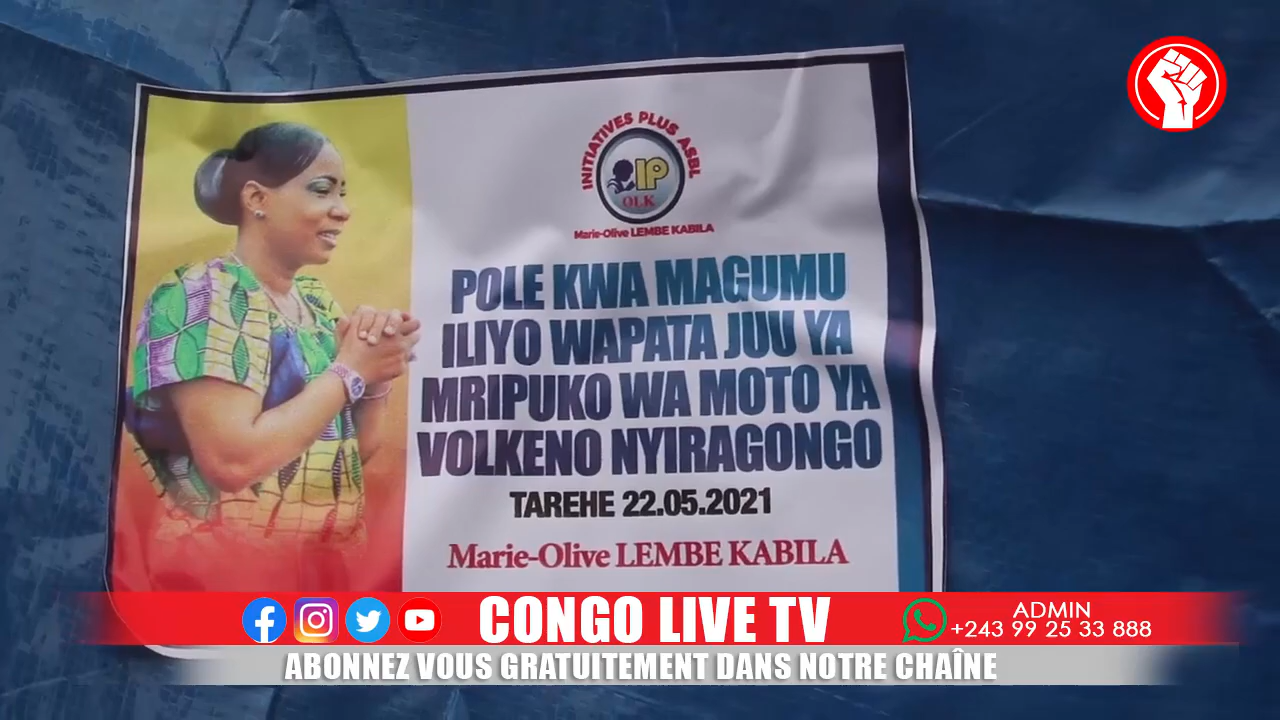 INITIATIVES PLUS ASBL
IP
OLK
Marie-Olive LEMBE KABILA
POLE KWA MAGUMU
ILIYO WAPATA JUU YA
MRIPUKO WA MOTO YA
VOLKENO NYIRAGONGO
TAREHE 22.05.2021
Marie-Olive LEMBE KABILA
CONGO LIVE TV
ADMIN
+243 99 25 33 888
ABONNEZ VOUS GRATUITEMENT DANS NOTRE CHAÎNE